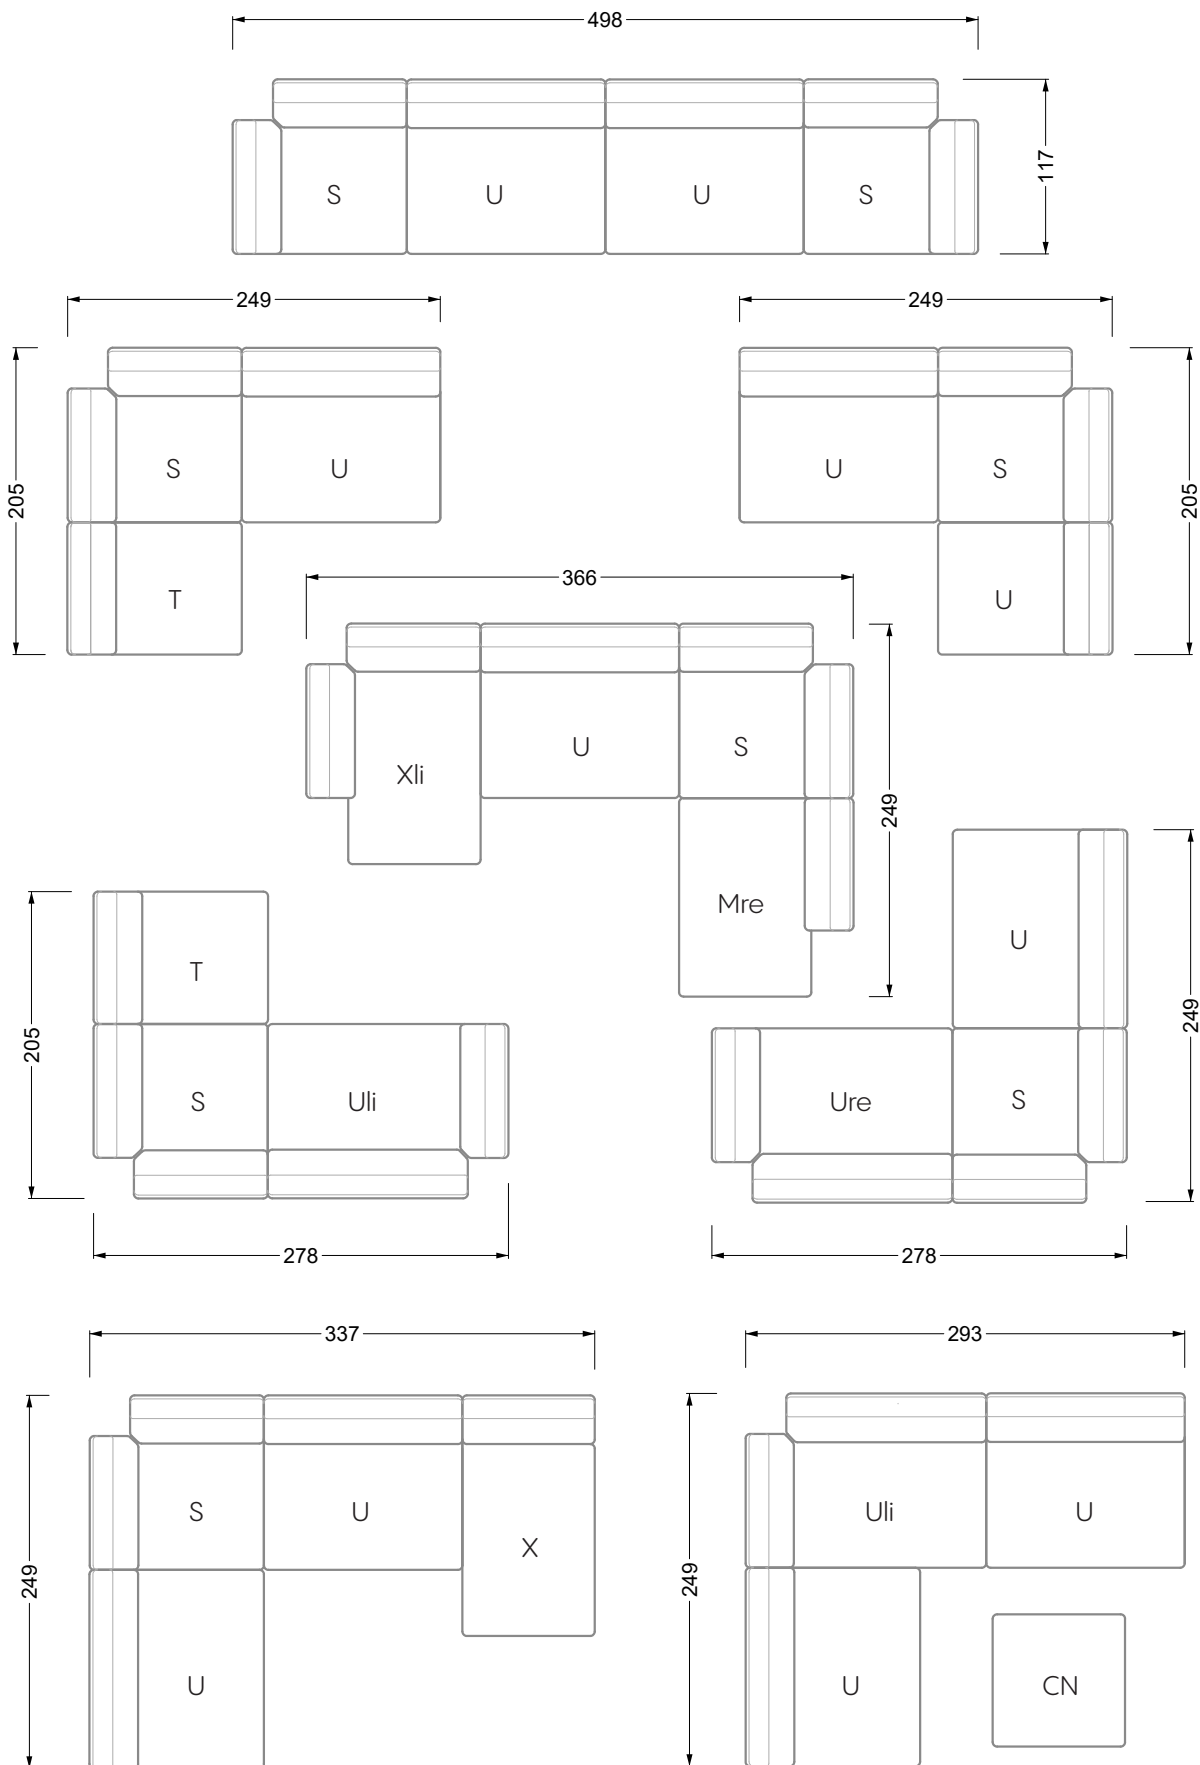 498
117
S U U S
249
249
205
S U
T
U S
U
205
366
249
Xli U S
Mre
205
T
S Uli
278
U
Ure S
249
278
337
249
S U X
U
293
249
Uli U
U CN